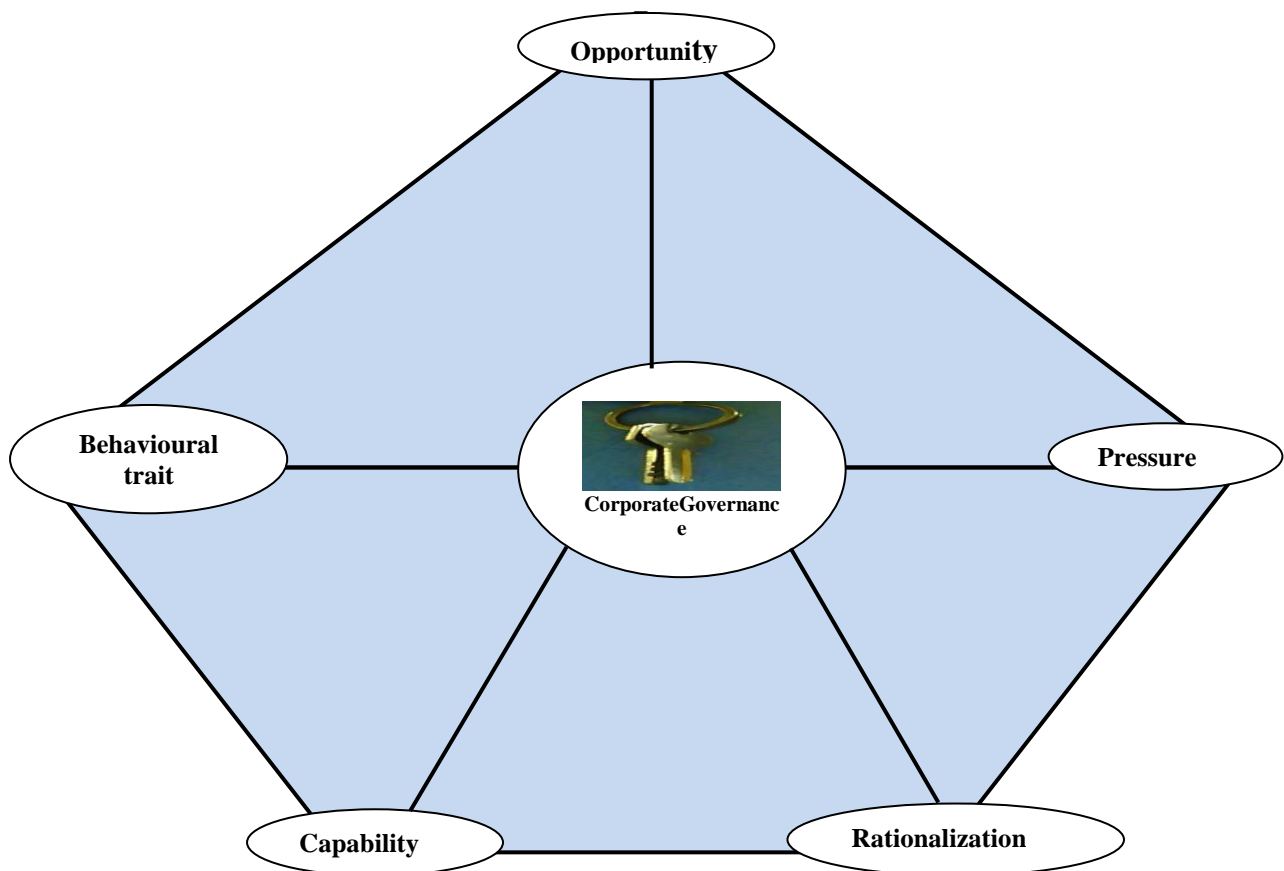 Opportunity
Behavioural
trait
Pressure
CorporateGovernanc
e
Capability
Rationalization